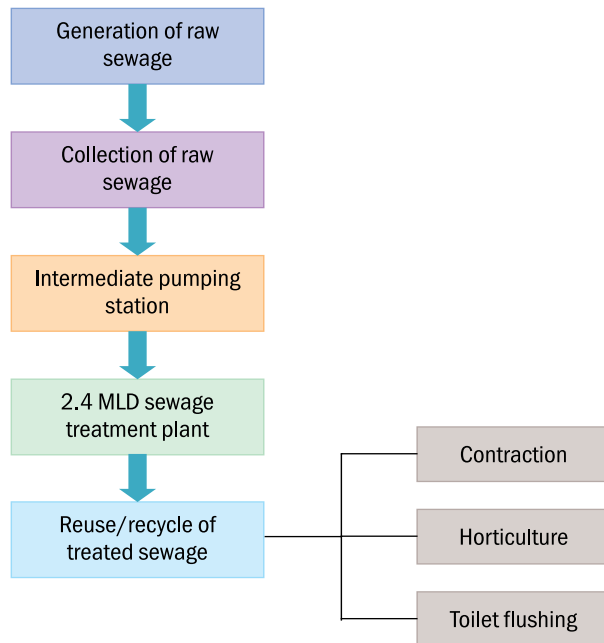 Generation of raw
sewage
Collection of raw
sewage
Intermediate pumping
station
2.4 MLD sewage
treatment plant
Reuse/recycle of
treated sewage
Contraction
Horticulture
Toilet flushing